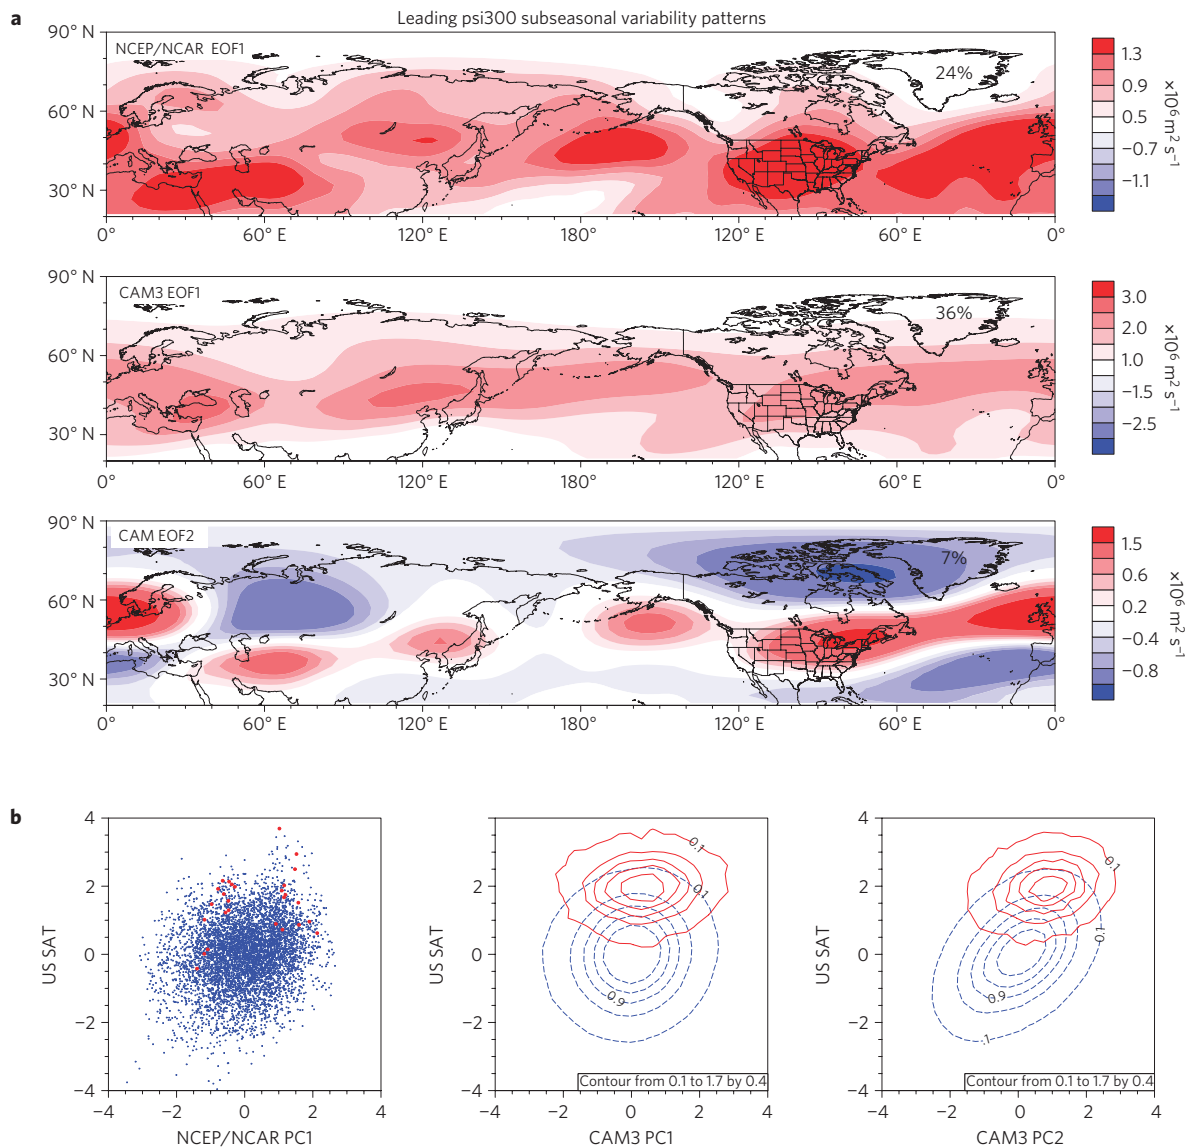 a
Leading psi300 subseasonal variability patterns
NCEP/NCAR EOF1
24%
90° N
60° N
30° N
0°
60° E
120° E
180°
120° W
60°
0°
1.3
0.9
0.5
−0.7
−1.1
×10⁶ m² s⁻¹
CAM3 EOF1
36%
90° N
60° N
30° N
3.0
2.0
1.0
−1.5
−2.5
×10⁶ m² s⁻¹
CAM EOF2
7%
90° N
60° N
30° N
0°
60° E
120° E
180°
120° W
60°
0°
1.5
0.6
0.2
−0.4
−0.8
×10⁶ m² s⁻¹
b
US SAT
4
2
0
−2
−4
−4
−2
0
2
4
NCEP/NCAR PC1
US SAT
4
2
0
−2
−4
0.1
0.1
0.9
Contour from 0.1 to 1.7 by 0.4
−4
−2
0
2
4
CAM3 PC1
US SAT
4
2
0
−2
−4
0.1
0.1
0.9
.1
Contour from 0.1 to 1.7 by 0.4
−4
−2
0
2
4
CAM3 PC2